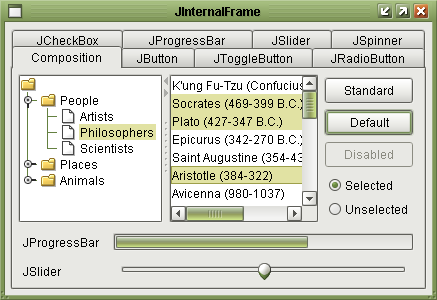 JInternalFrame
JCheckBox JProgressBar JSlider JSpinner
Composition JButton JToggleButton JRadioButton
People
Artists
Philosophers
Scientists
Places
Animals
K'ung Fu-Tzu (Confucius
Socrates (469-399 B.C.)
Plato (427-347 B.C.)
Epicurus (342-270 B.C.)
Saint Augustine (354-43
Aristotle (384-322)
Avicenna (980-1037)
Standard
Default
Disabled
Selected
Unselected
JProgressBar
JSlider